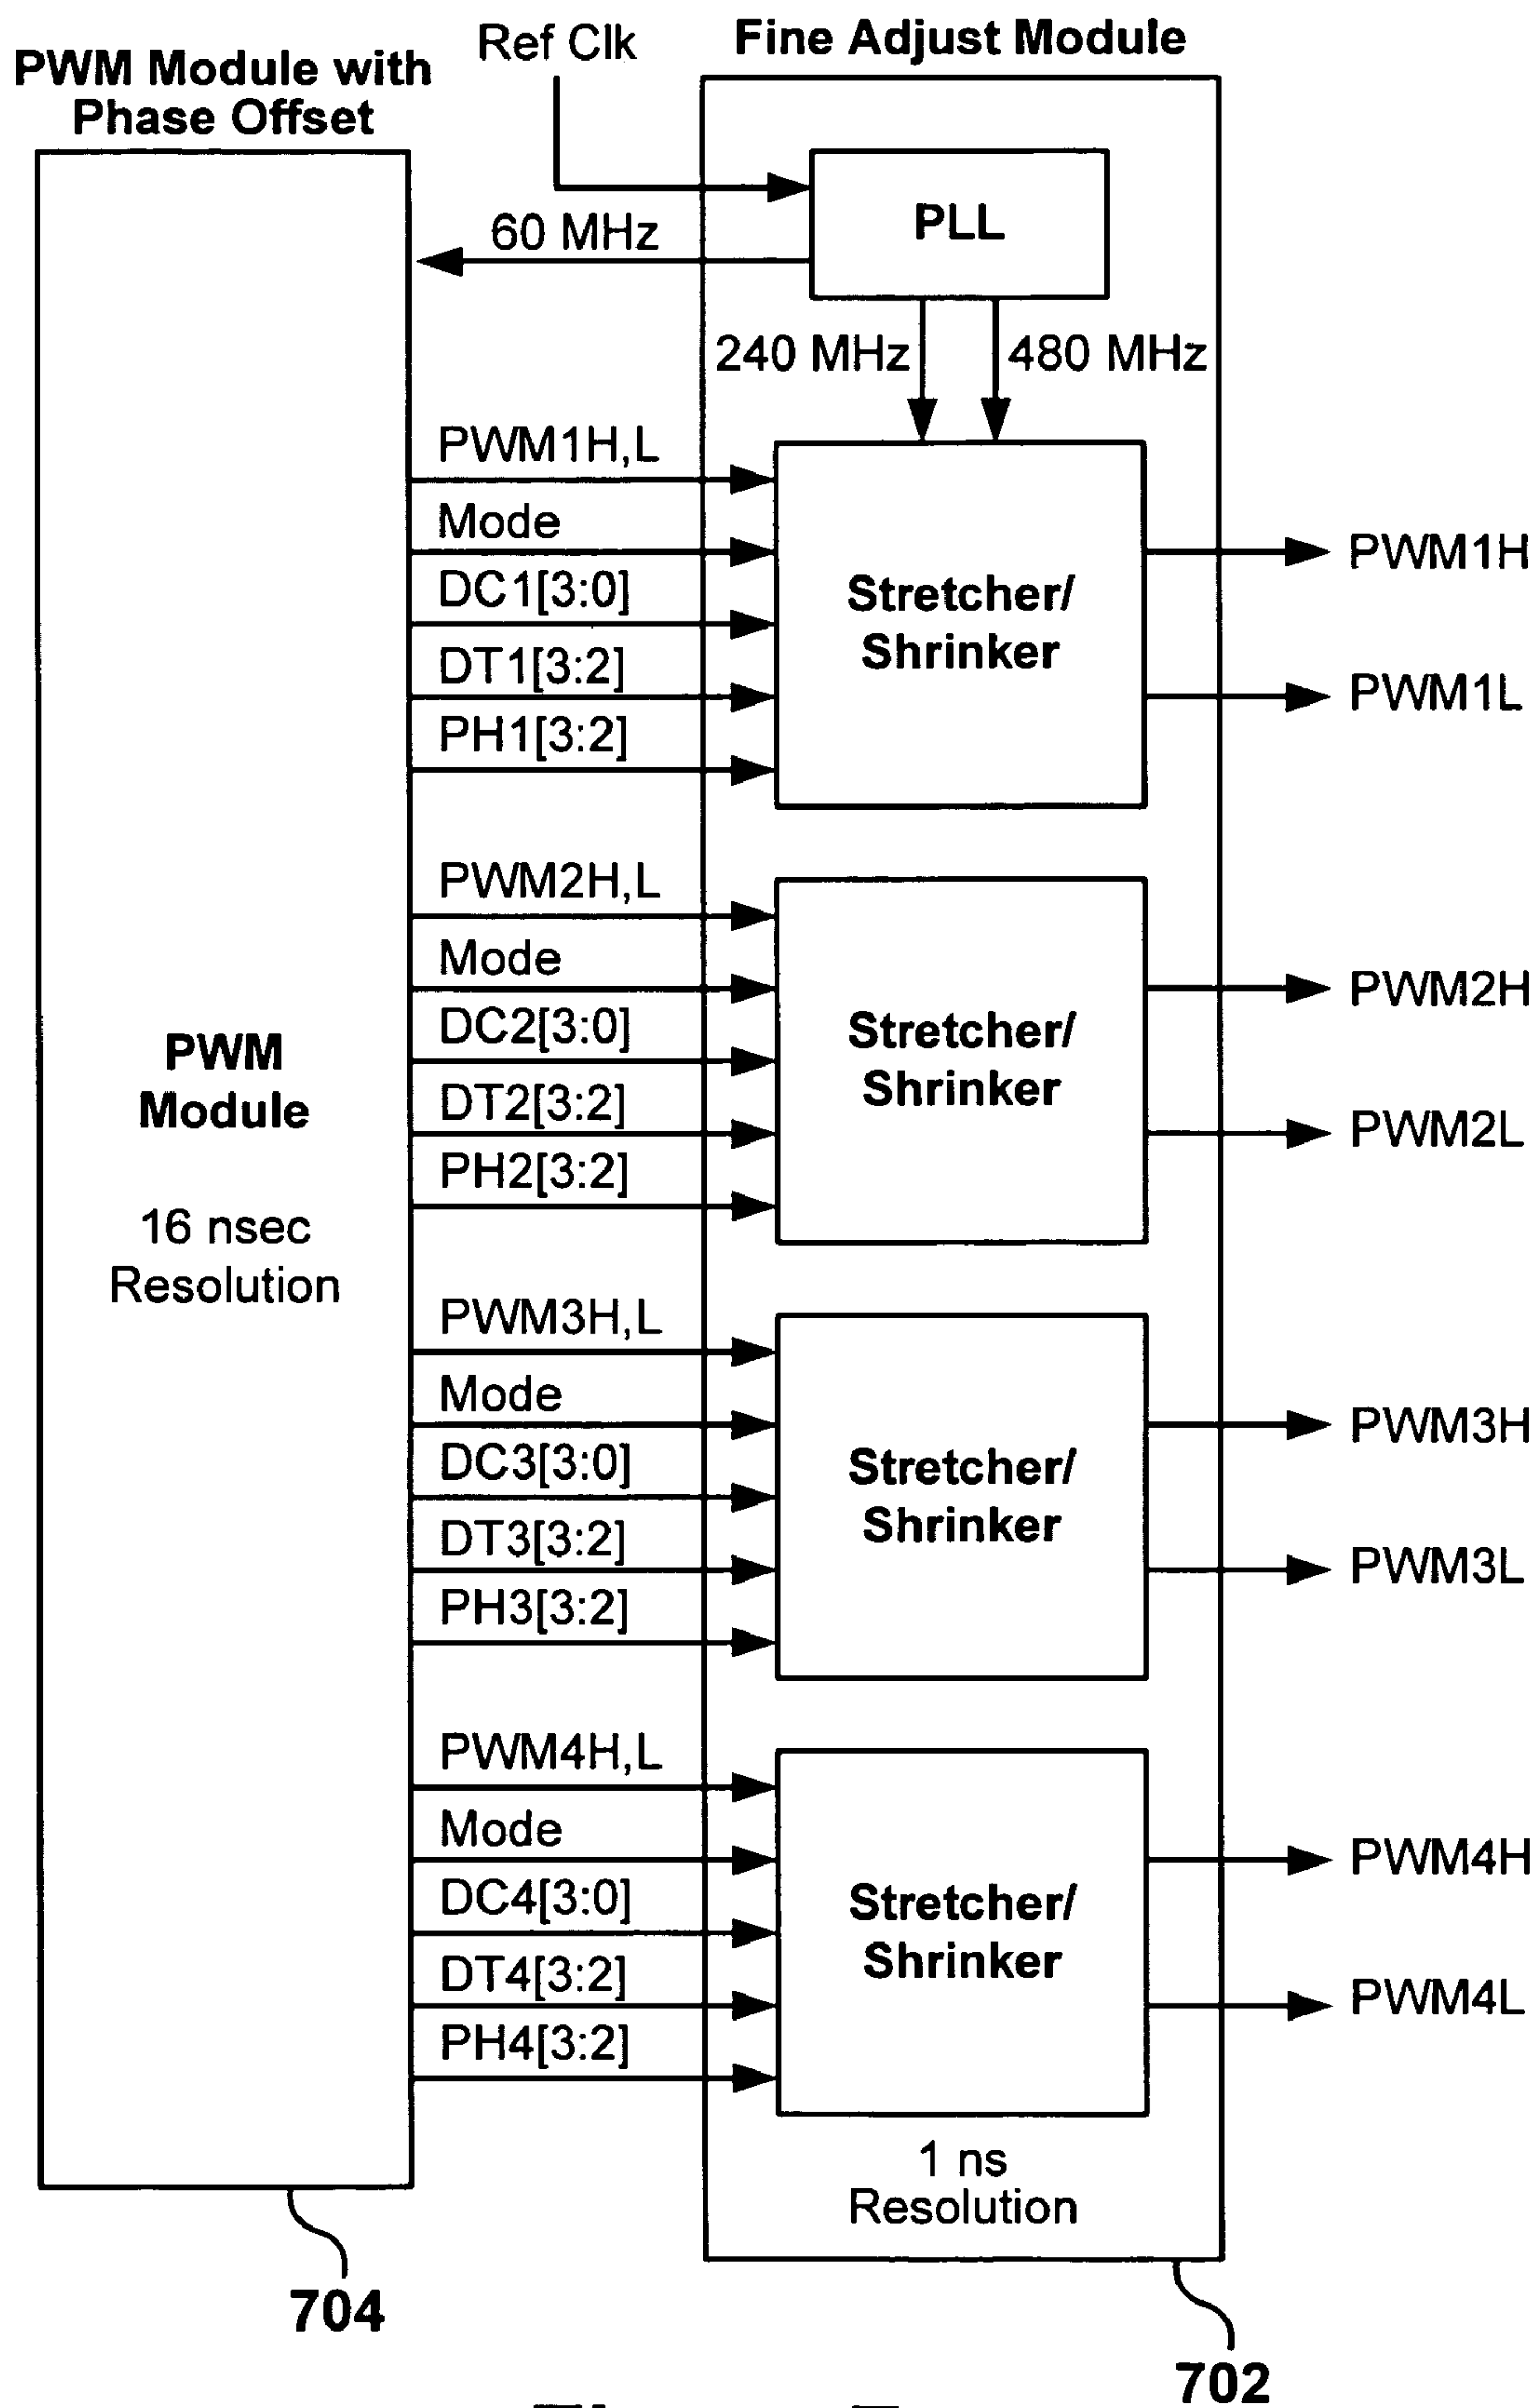 PWM Module with
Phase Offset
Ref Clk
Fine Adjust Module
PLL
60 MHz
240 MHz
480 MHz
PWM1H,L
Mode
DC1[3:0]
DT1[3:2]
PH1[3:2]
Stretcher/
Shrinker
PWM1H
PWM1L
PWM2H,L
Mode
DC2[3:0]
DT2[3:2]
PH2[3:2]
Stretcher/
Shrinker
PWM2H
PWM2L
PWM
Module
16 nsec
Resolution
PWM3H,L
Mode
DC3[3:0]
DT3[3:2]
PH3[3:2]
Stretcher/
Shrinker
PWM3H
PWM3L
PWM4H,L
Mode
DC4[3:0]
DT4[3:2]
PH4[3:2]
Stretcher/
Shrinker
PWM4H
PWM4L
1 ns
Resolution
704
702